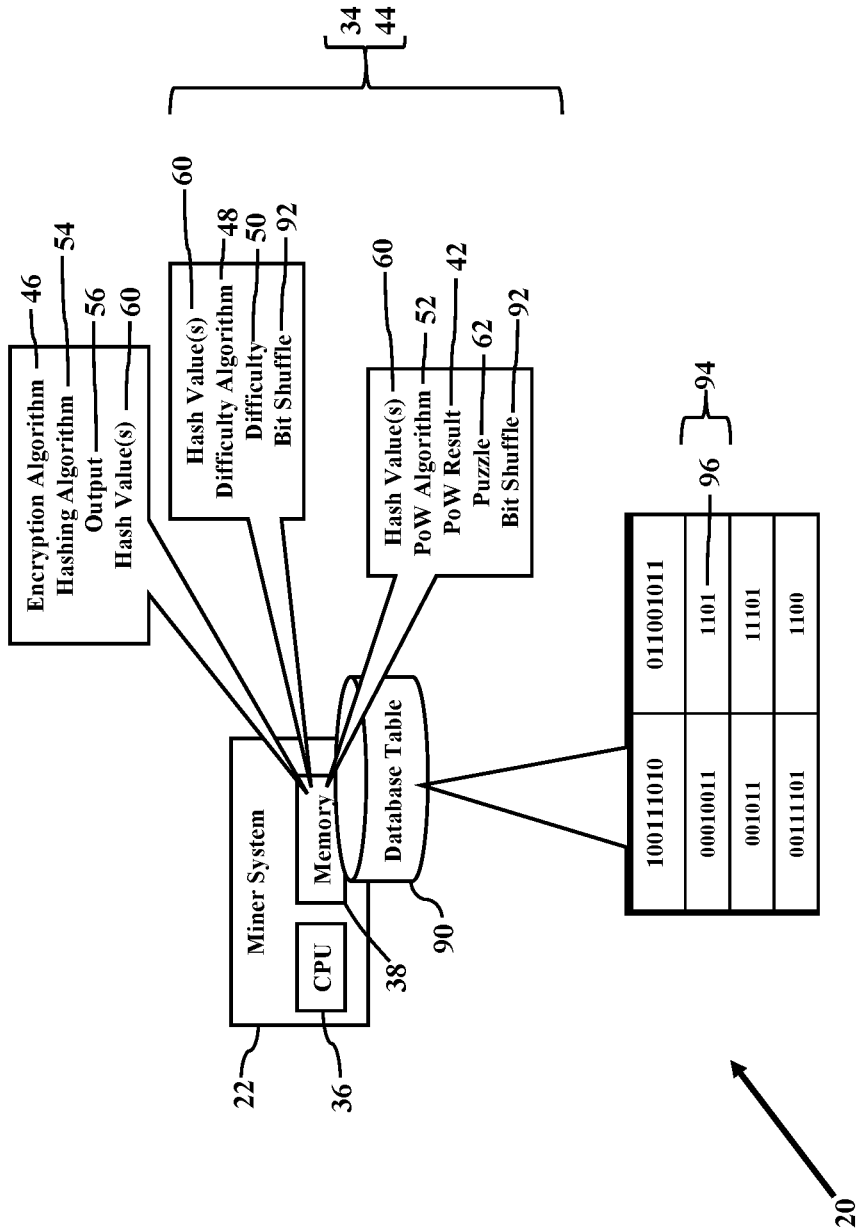 Encryption Algorithm 46
Hashing Algorithm 54
Output 56
Hash Value(s) 60
Hash Value(s) 60
Difficulty Algorithm 48
Difficulty 50
Bit Shuffle 92
34
44
Hash Value(s) 60
PoW Algorithm 52
PoW Result 42
Puzzle 62
Bit Shuffle 92
22
Miner System
36
CPU
Memory
38
Database Table
90
94
96
100111010 011001011
00010011 1101
001011 11101
00111101 1100
20